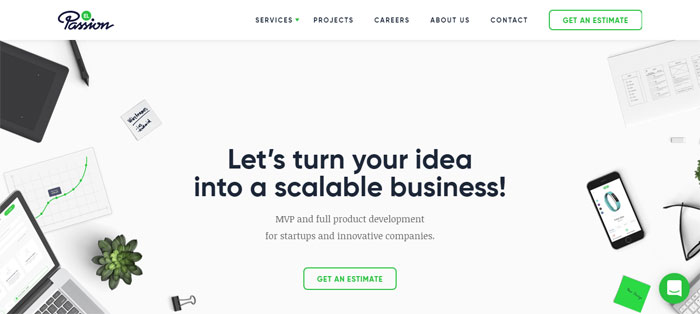 EL
Passion
SERVICES
PROJECTS
CAREERS
ABOUT US
CONTACT
GET AN ESTIMATE
Let's turn your idea
into a scalable business!
MVP and full product development
for startups and innovative companies.
GET AN ESTIMATE